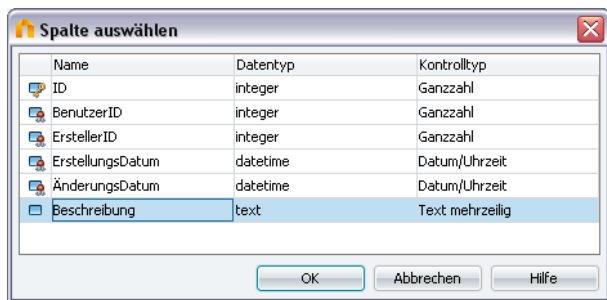 Spalte auswählen
Name Datentyp Kontrolltyp
ID integer Ganzzahl
BenutzerID integer Ganzzahl
ErstellerID integer Ganzzahl
ErstellungsDatum datetime Datum/Uhrzeit
ÄnderungsDatum datetime Datum/Uhrzeit
Beschreibung text Text mehrzeilig
OK Abbrechen Hilfe